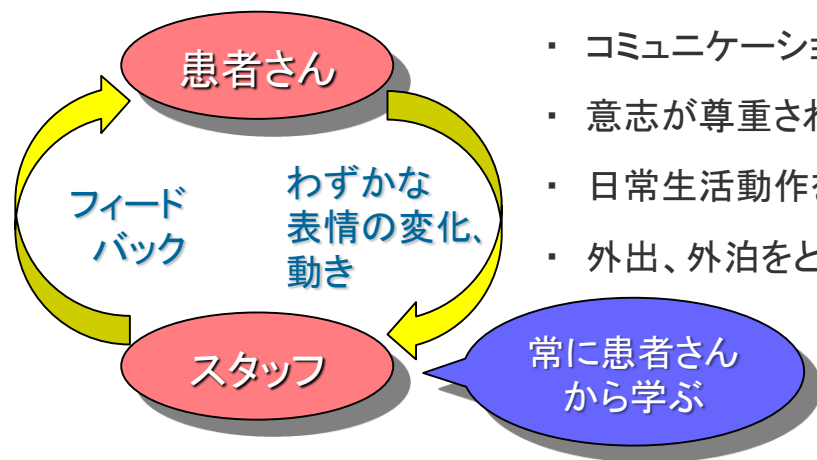 患者さん
フィード
バック
わずかな
表情の変化、
動き
スタッフ
常に患者さん
から学ぶ
・ コミュニケーショ
・ 意志が尊重され
・ 日常生活動作を
・ 外出、外泊をと